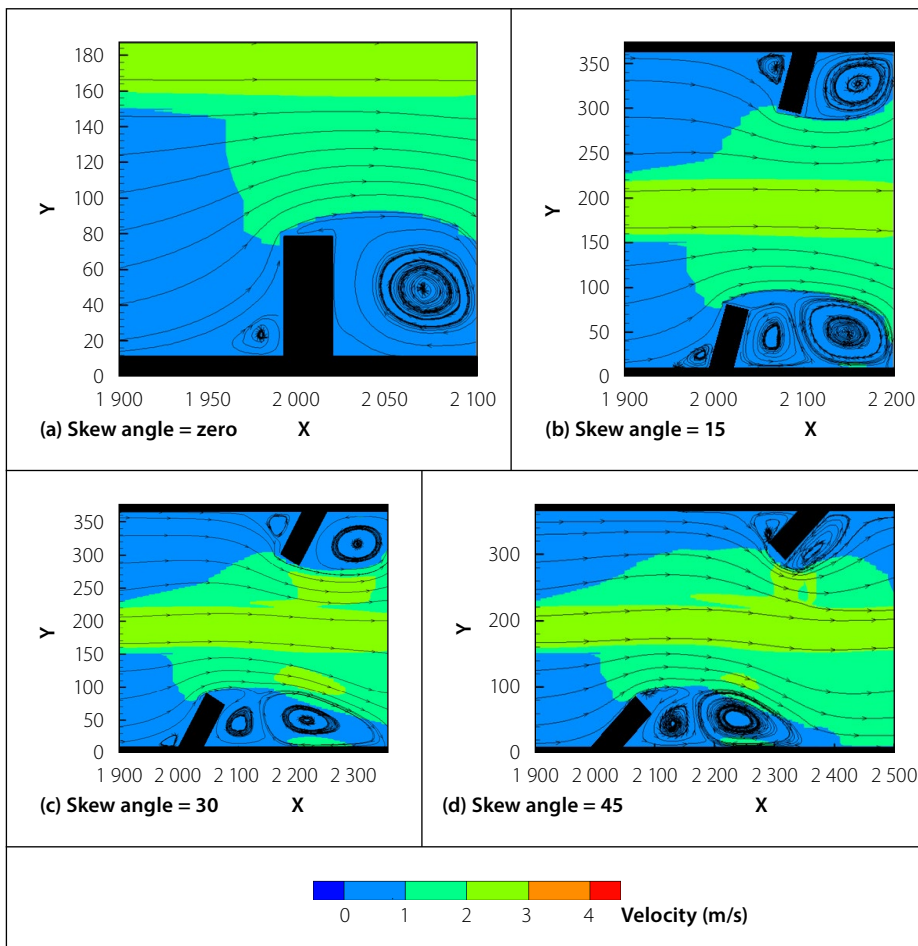 180
160
140
120
100
80
60
40
20
0
Y
1 900 1 950 2 000 2 050 2 100
(a) Skew angle = zero X
350
300
250
200
150
100
50
0
Y
1 900 2 000 2 100 2 200
(b) Skew angle = 15 X
350
300
250
200
150
100
50
0
Y
1 900 2 000 2 100 2 200 2 300
(c) Skew angle = 30 X
300
200
100
0
Y
1 900 2 000 2 100 2 200 2 300 2 400 2 500
(d) Skew angle = 45 X
0 1 2 3 4 Velocity (m/s)